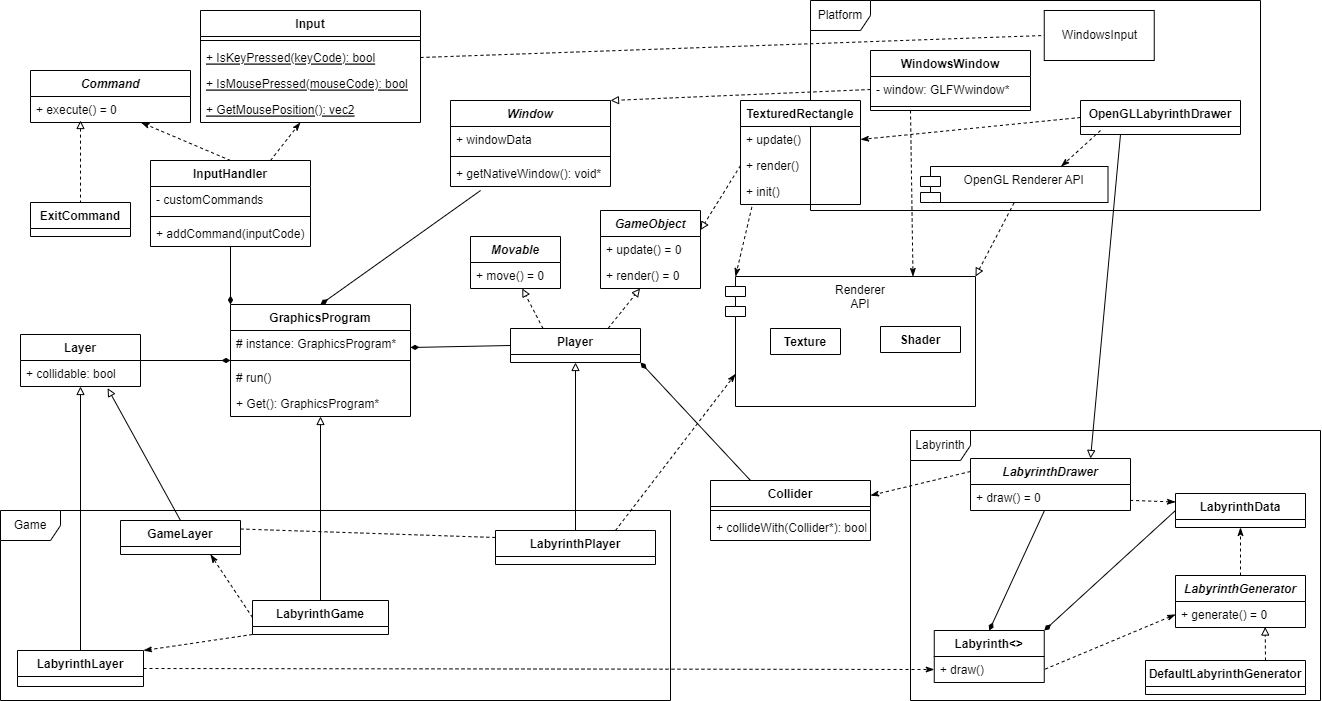 Input
+ IsKeyPressed(keyCode): bool
+ IsMousePressed(mouseCode): bool
+ GetMousePosition(): vec2
Platform
WindowsInput
WindowsWindow
- window: GLFWwindow*
Command
+ execute() = 0
Window
+ windowData
+ getNativeWindow(): void*
TexturedRectangle
+ update()
+ render()
+ init()
OpenGLLabyrinthDrawer
OpenGL Renderer API
InputHandler
- customCommands
+ addCommand(inputCode)
ExitCommand
GameObject
+ update() = 0
+ render() = 0
Movable
+ move() = 0
Renderer
API
Texture
Shader
GraphicsProgram
# instance: GraphicsProgram*
# run()
+ Get(): GraphicsProgram*
Layer
+ collidable: bool
Player
Labyrinth
LabyrinthDrawer
+ draw() = 0
Collider
+ collideWith(Collider*): bool
LabyrinthData
Game
GameLayer
LabyrinthPlayer
LabyrinthGame
LabyrinthLayer
LabyrinthGenerator
+ generate() = 0
Labyrinth<>
+ draw()
DefaultLabyrinthGenerator